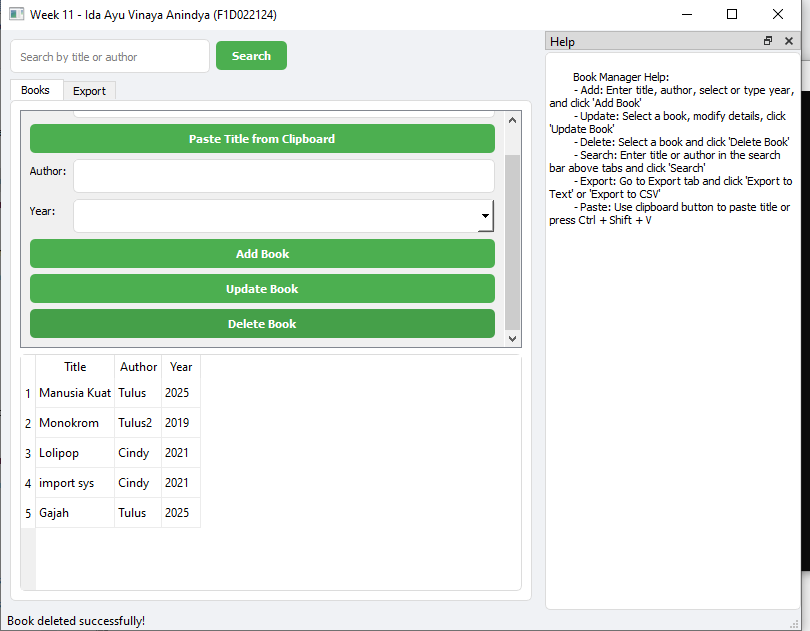 Week 11 - Ida Ayu Vinaya Anindya (F1D022124)
Search by title or author
Search
Books
Export
Paste Title from Clipboard
Author:
Year:
Add Book
Update Book
Delete Book
Title Author Year
1 Manusia Kuat Tulus 2025
2 Monokrom Tulus2 2019
3 Lolipop Cindy 2021
4 import sys Cindy 2021
5 Gajah Tulus 2025
Help
Book Manager Help:
- Add: Enter title, author, select or type year,
and click 'Add Book'
- Update: Select a book, modify details, click
'Update Book'
- Delete: Select a book and click 'Delete Book'
- Search: Enter title or author in the search
bar above tabs and click 'Search'
- Export: Go to Export tab and click 'Export to
Text' or 'Export to CSV'
- Paste: Use clipboard button to paste title or
press Ctrl + Shift + V
Book deleted successfully!